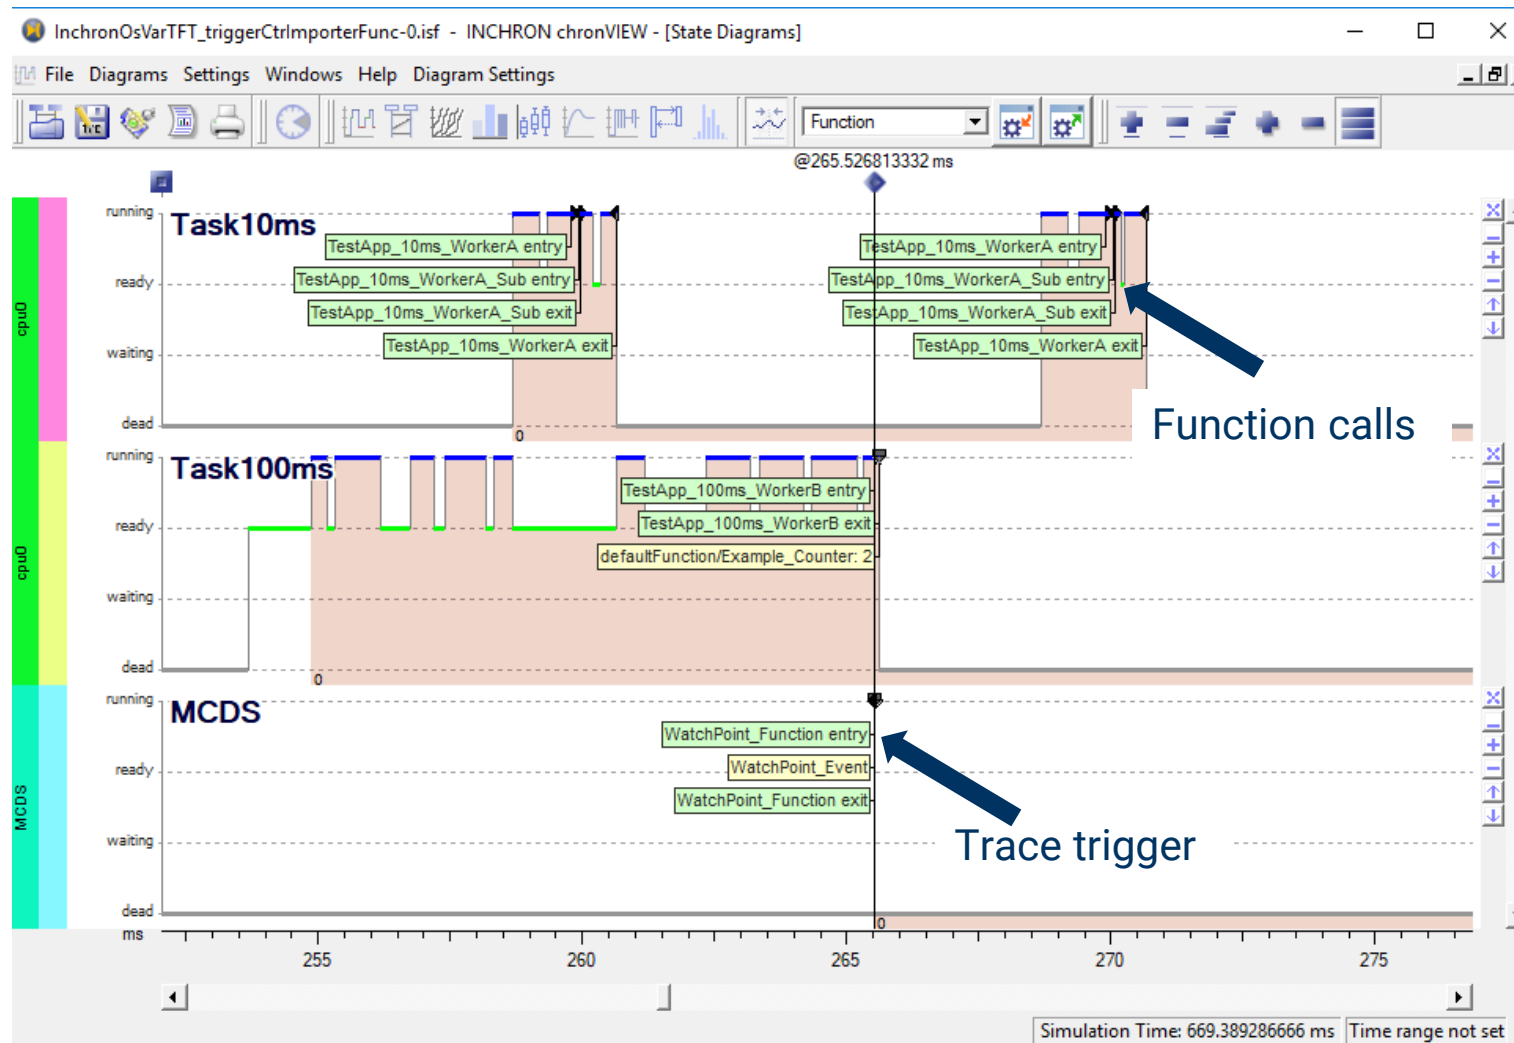 InchronOsVarTFT_triggerCtrlImporterFunc-0.isf - INCHRON chronVIEW - [State Diagrams]
File Diagrams Settings Windows Help Diagram Settings
Function
@265.526813332 ms
cpu0
running
ready
waiting
dead
Task10ms
TestApp_10ms_WorkerA entry
TestApp_10ms_WorkerA_Sub entry
TestApp_10ms_WorkerA_Sub exit
TestApp_10ms_WorkerA exit
0
TestApp_10ms_WorkerA entry
TestApp_10ms_WorkerA_Sub entry
TestApp_10ms_WorkerA_Sub exit
TestApp_10ms_WorkerA exit
Function calls
cpu0
running
ready
waiting
dead
Task100ms
TestApp_100ms_WorkerB entry
TestApp_100ms_WorkerB exit
defaultFunction/Example_Counter: 2
0
MCDS
running
ready
waiting
dead
MCDS
WatchPoint_Function entry
WatchPoint_Event
WatchPoint_Function exit
Trace trigger
0
ms
255 260 265 270 275
Simulation Time: 669.389286666 ms Time range not set